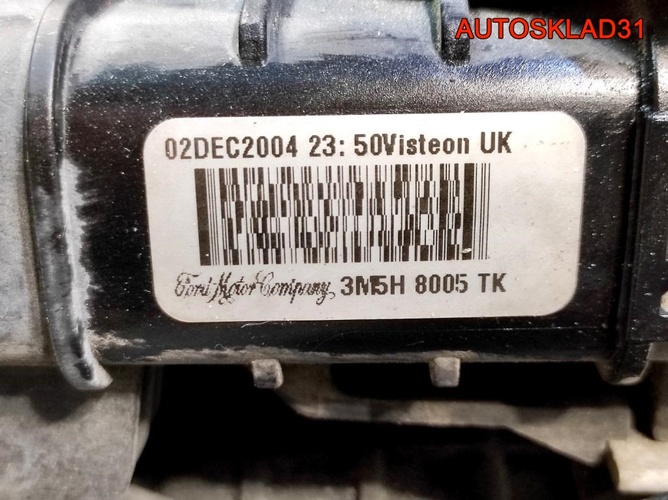 AUTOSKLAD31
02DEC2004 23: 50Visteon UK
Ford Motor Company 3M5H 8005 TK